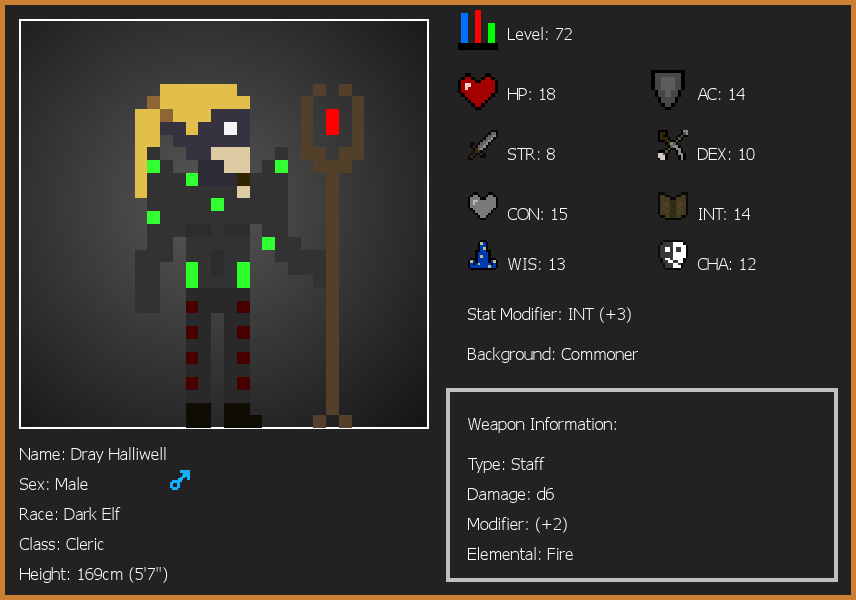 Level: 72
HP: 18
AC: 14
STR: 8
DEX: 10
CON: 15
INT: 14
WIS: 13
CHA: 12
Stat Modifier: INT (+3)
Background: Commoner
Weapon Information:
Type: Staff
Damage: d6
Modifier: (+2)
Elemental: Fire
Name: Dray Halliwell
Sex: Male
Race: Dark Elf
Class: Cleric
Height: 169cm (5'7")